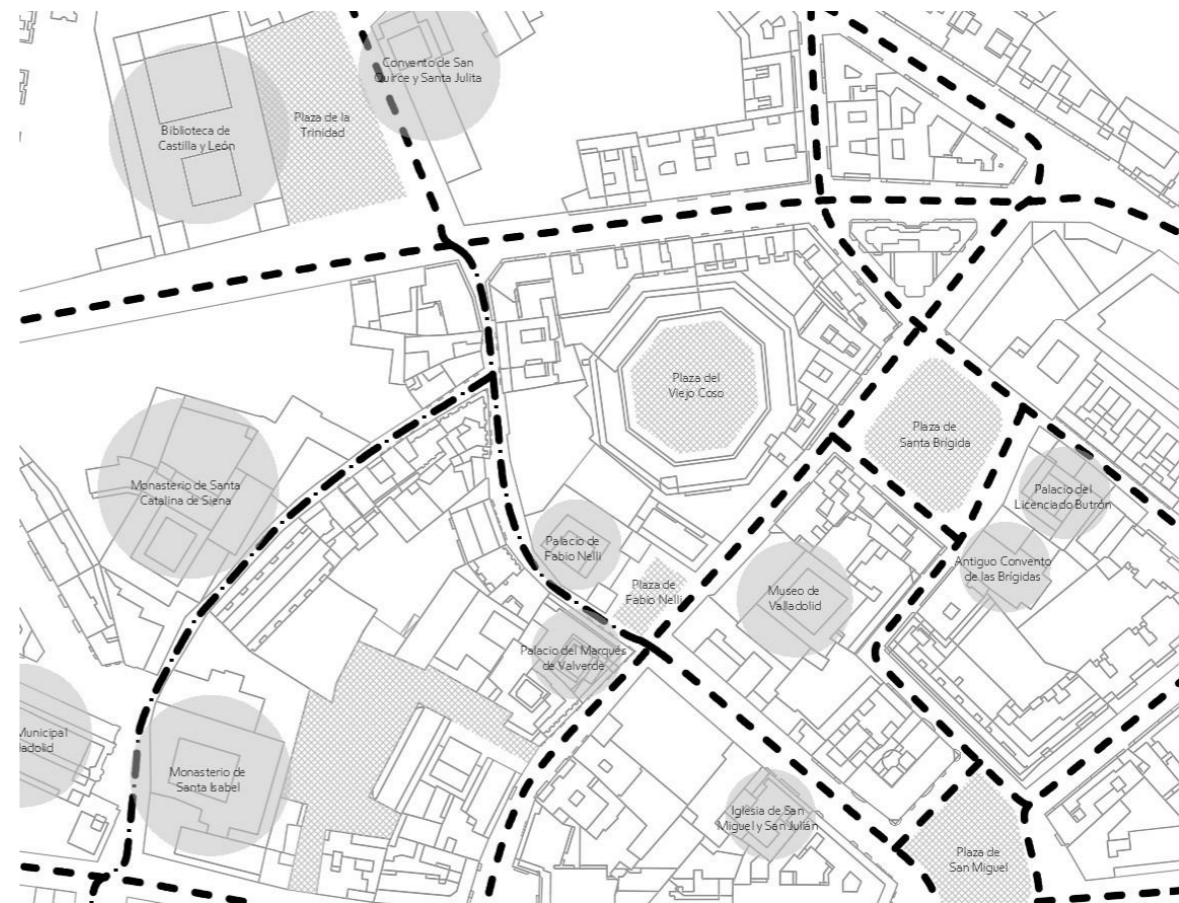 Convento de San
Quirce y Santa Julita
Plaza de la
Trinidad
Biblioteca de
Castilla y León
Plaza del
Viejo Coso
Plaza de
Santa Brígida
Monasterio de Santa
Catalina de Siena
Palacio del
Licenciado Butrón
Palacio de
Fabio Nelli
Antiguo Convento
de las Brígidas
Plaza de
Fabio Nelli
Museo de
Valladolid
Palacio del Marqués
de Valverde
Municipal
ladolid
Monasterio de
Santa Isabel
Iglesia de San
Miguel y San Julián
Plaza de
San Miguel